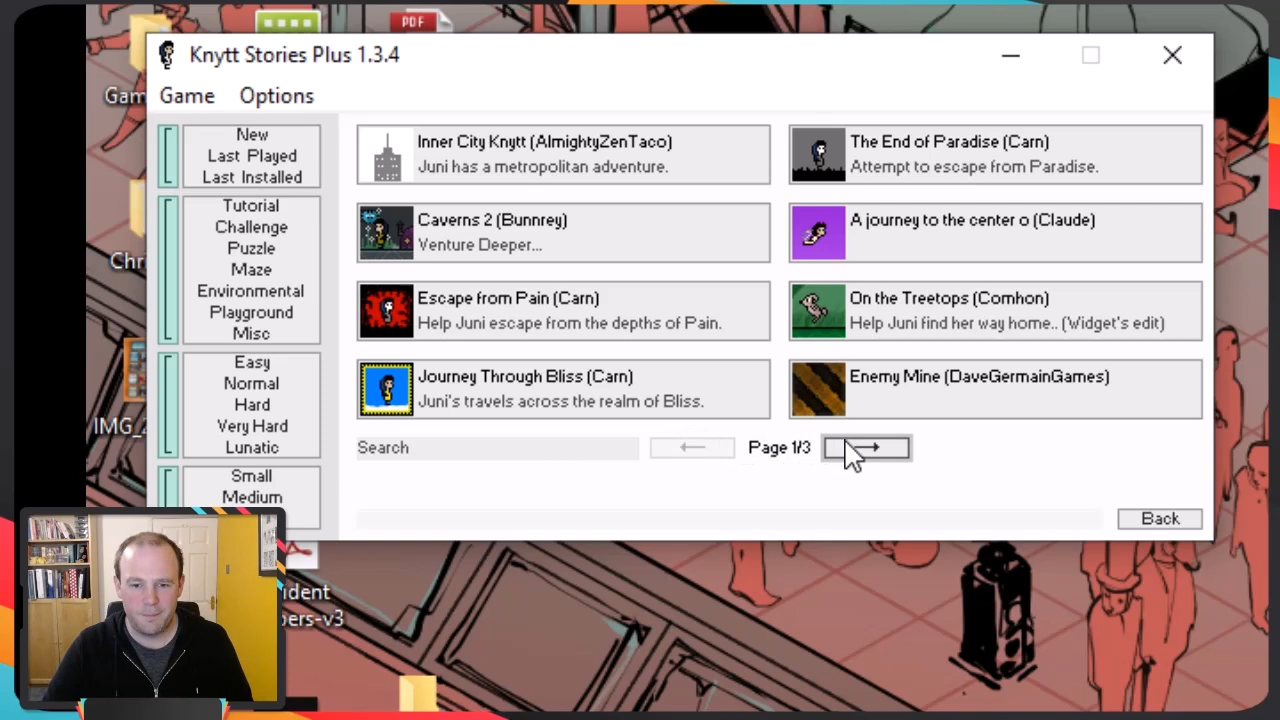 PDF
Knytt Stories Plus 1.3.4
Game Options
New
Last Played
Last Installed
Tutorial
Challenge
Puzzle
Maze
Environmental
Playground
Misc
Easy
Normal
Hard
Very Hard
Lunatic
Small
Medium
Inner City Knytt (AlmightyZenTaco)
Juni has a metropolitan adventure.
The End of Paradise (Carn)
Attempt to escape from Paradise.
Caverns 2 (Bunnrey)
Venture Deeper...
A journey to the center o (Claude)
Escape from Pain (Carn)
Help Juni escape from the depths of Pain.
On the Treetops (Comhon)
Help Juni find her way home.. (Widget's edit)
Journey Through Bliss (Carn)
Juni's travels across the realm of Bliss.
Enemy Mine (DaveGermainGames)
Search
Page 1/3
Back
Gam
Chr
IMG_2
ident
pers-v3